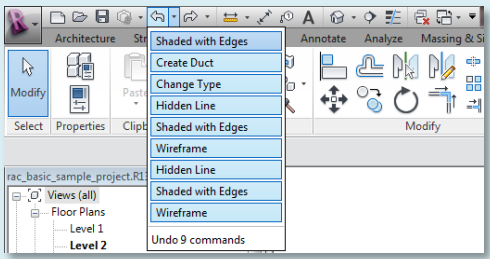 Architecture
Annotate Analyze Massing & Si
Shaded with Edges
Create Duct
Change Type
Hidden Line
Shaded with Edges
Wireframe
Hidden Line
Shaded with Edges
Wireframe
Undo 9 commands
Modify
Paste
Select Properties Clipb
Modify
rac_basic_sample_project.R1
Views (all)
Floor Plans
Level 1
Level 2